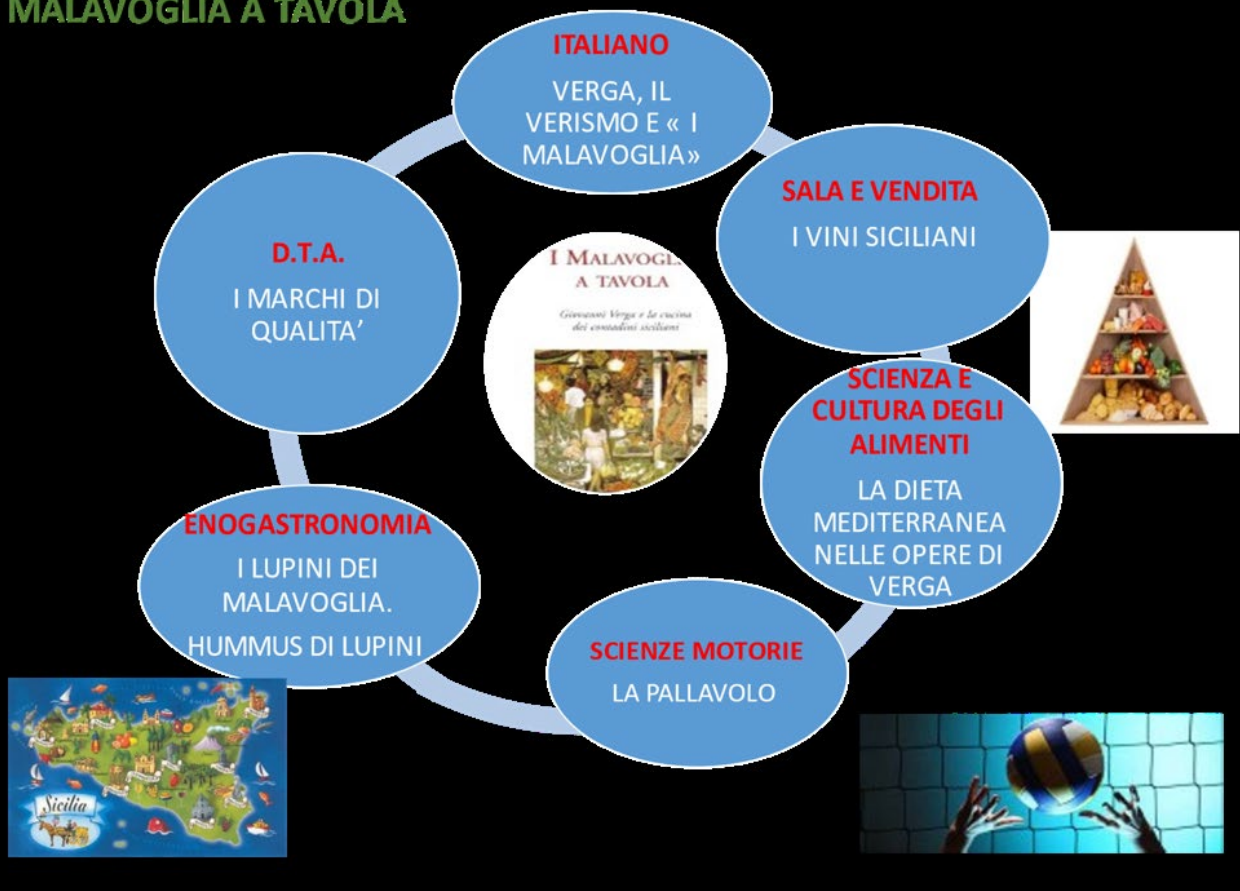 MALAVOGLIA A TAVOLA
ITALIANO
VERGA, IL
VERISMO E « I
MALAVOGLIA»
SALA E VENDITA
I VINI SICILIANI
SCIENZA E
CULTURA DEGLI
ALIMENTI
LA DIETA
MEDITERRANEA
NELLE OPERE DI
VERGA
SCIENZE MOTORIE
LA PALLAVOLO
ENOGASTRONOMIA
I LUPINI DEI
MALAVOGLIA.
HUMMUS DI LUPINI
D.T.A.
I MARCHI DI
QUALITA’
I MALAVOGL
A TAVOLA
Giovanni Verga e la cucina
dei contadini siciliani
Sicilia